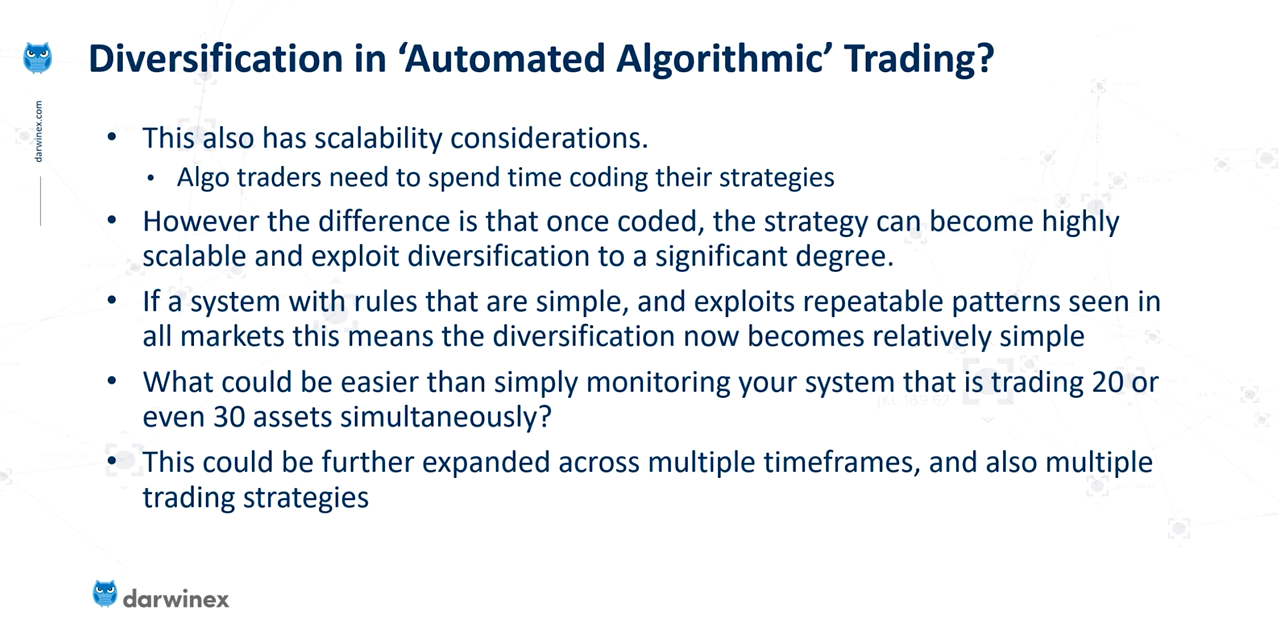 Diversification in ‘Automated Algorithmic’ Trading?
darwinex.com
• This also has scalability considerations.
• Algo traders need to spend time coding their strategies
• However the difference is that once coded, the strategy can become highly
scalable and exploit diversification to a significant degree.
• If a system with rules that are simple, and exploits repeatable patterns seen in
all markets this means the diversification now becomes relatively simple
• What could be easier than simply monitoring your system that is trading 20 or
even 30 assets simultaneously?
• This could be further expanded across multiple timeframes, and also multiple
trading strategies
darwinex